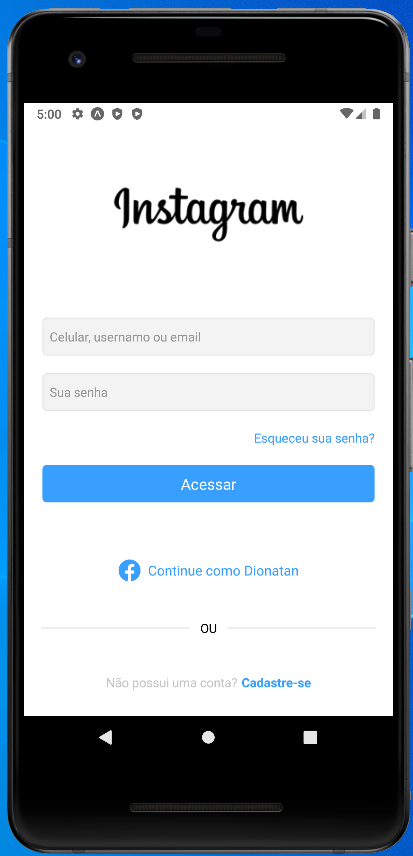 5:00
Instagram
Celular, usernamo ou email
Sua senha
Esqueceu sua senha?
Acessar
Continue como Dionatan
OU
Não possui uma conta? Cadastre-se